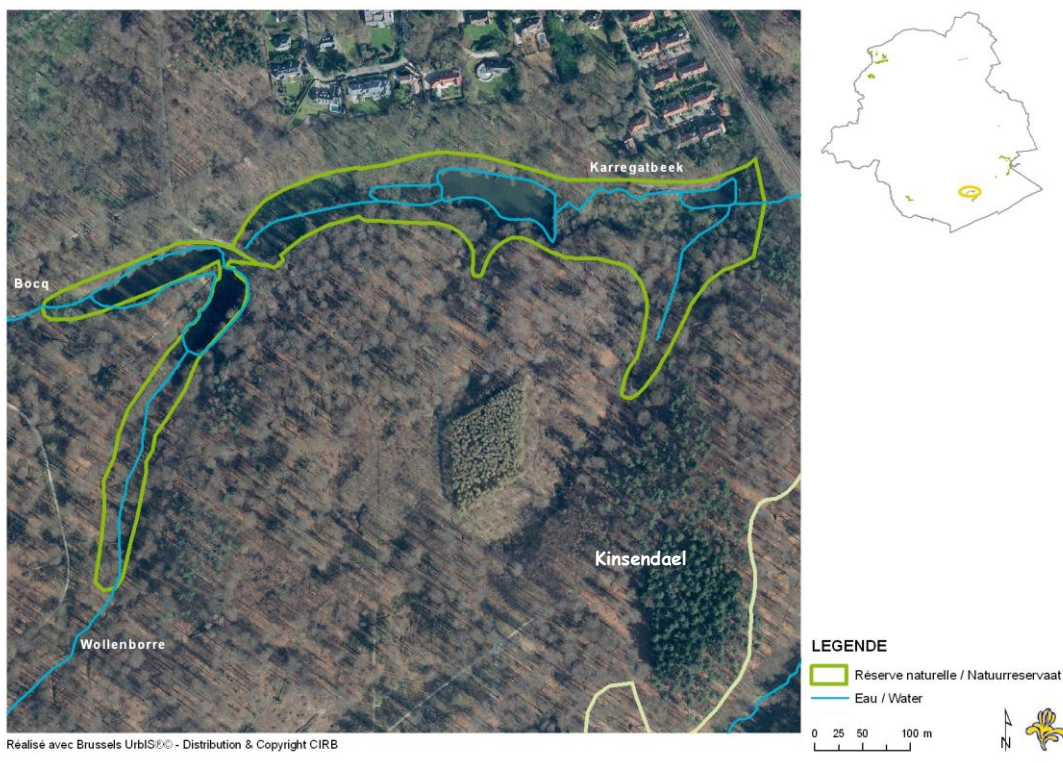 Karregatbeek
Bocq
Kinsendael
Wollenborre
LEGENDE
Réserve naturelle / Natuurreservaat
Eau / Water
0 25 50 100 m
N
Réalisé avec Brussels UrbIS®© - Distribution & Copyright CIRB